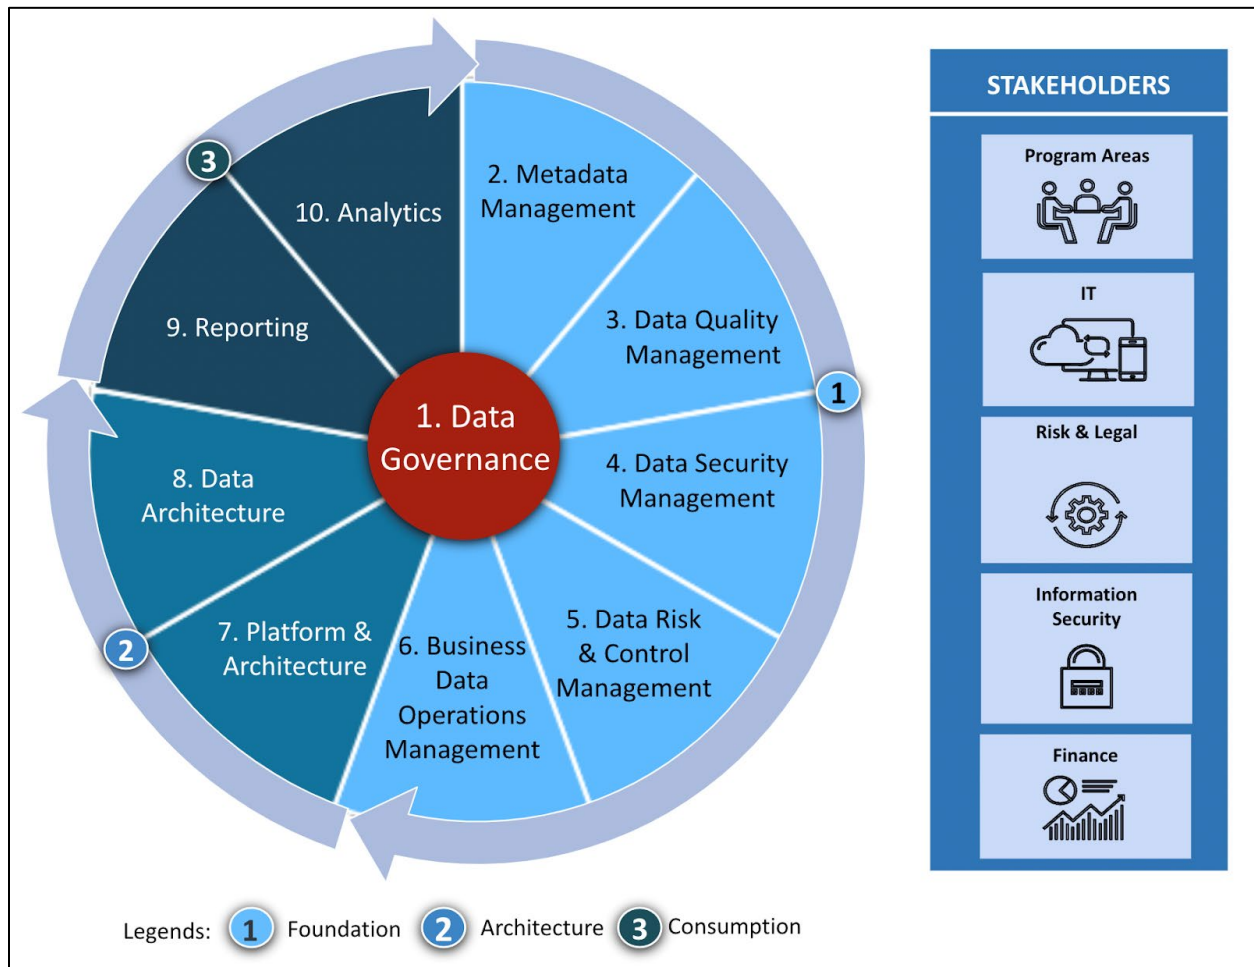 1. Data
Governance
2. Metadata
Management
3. Data Quality
Management
4. Data Security
Management
5. Data Risk
& Control
Management
6. Business
Data
Operations
Management
7. Platform &
Architecture
8. Data
Architecture
9. Reporting
10. Analytics
1
2
3
STAKEHOLDERS
Program Areas
IT
Risk & Legal
Information
Security
Finance
Legends: 1 Foundation 2 Architecture 3 Consumption